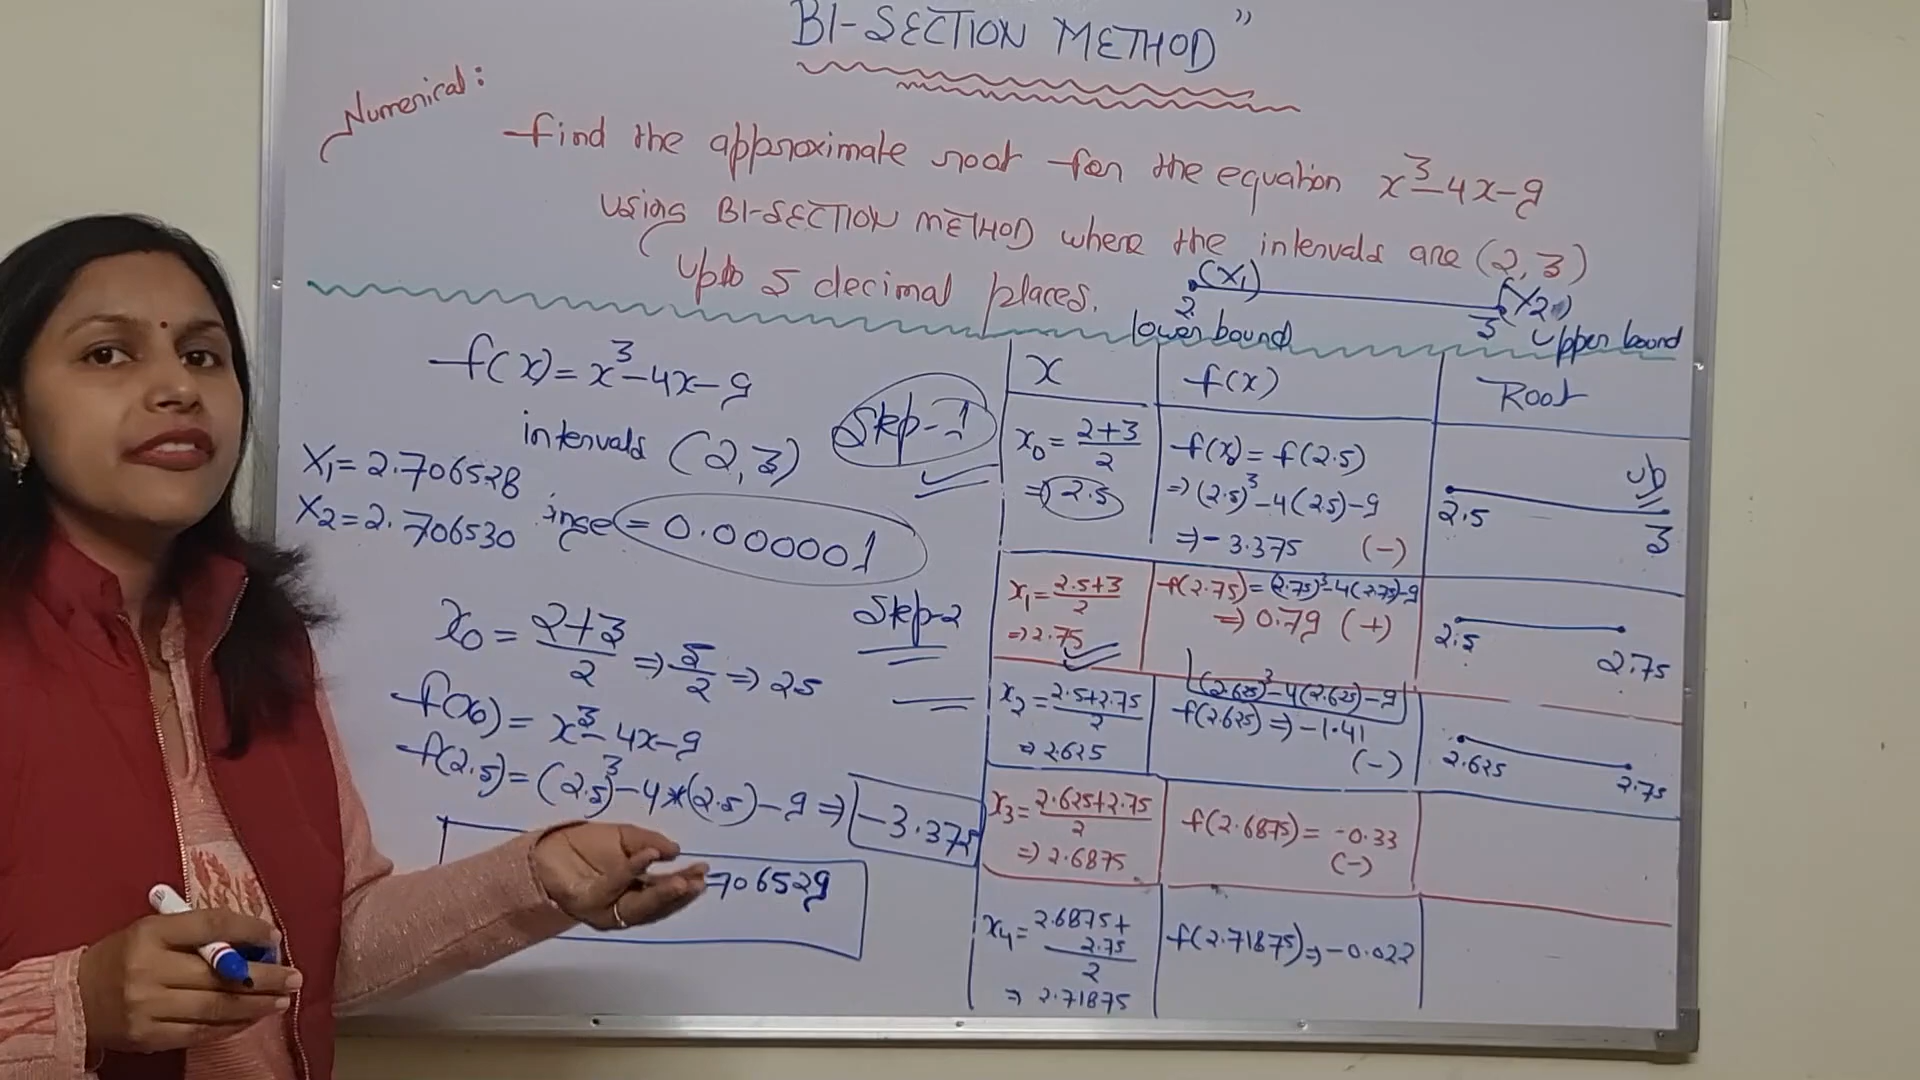 BI-SECTION METHOD"
Numerical:
find the approximate root for the equation x³-4x-9
using BI-SECTION METHOD where the intervals are (2,3)
upto 5 decimal places.
(x₁) (x₂)
2 3
lower bound upper bound
f(x) = x³-4x-9
intervals (2,3)
Step-1
X₁=2.706528
X₂=2.706530
=0.000001
x₀ = 2+3/2 ⇒ 5/2 ⇒ 25
Step-2
f(x₀) = x³-4x-9
f(2.5) = (2.5)³-4*(2.5)-9 ⇒ -3.375
706529
x f(x) Root
x₀ = 2+3/2
⇒ 2.5
f(x) = f(2.5)
⇒ (2.5)³-4(25)-9
⇒ -3.375 (-)
ub
2.5 3
x₁= 2.5+3/2
⇒ 2.75
f(2.75) = (2.75)³-4(2.75)-9
⇒ 0.79 (+)
2.5 2.75
x₂ = 2.5+2.75/2
⇒ 2.625
(2.625)³-4(2.625)-9
f(2.625) ⇒ -1.41
(-)
2.625 2.75
x₃= 2.625+2.75/2
⇒ 2.6875
f(2.6875) = -0.33
(-)
x₄= 2.6875+2.75/2
⇒ 2.71875
f(2.71875) ⇒ -0.022